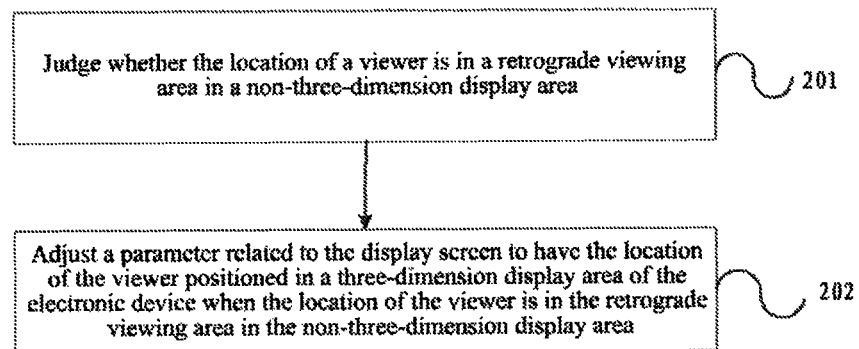 Judge whether the location of a viewer is in a retrograde viewing
area in a non-three-dimension display area
201
Adjust a parameter related to the display screen to have the location
of the viewer positioned in a three-dimension display area of the
electronic device when the location of the viewer is in the retrograde
viewing area in the non-three-dimension display area
202